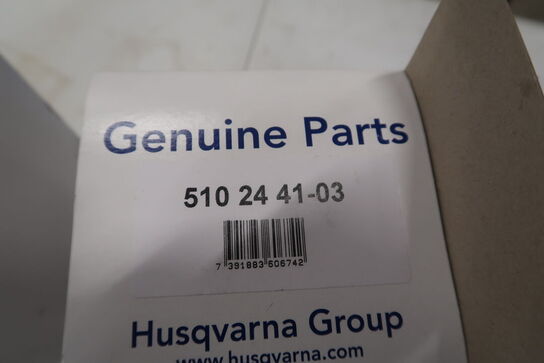 Genuine Parts
510 24 41-03
7 391883 606742
Husqvarna Group
www.husqvarna.com